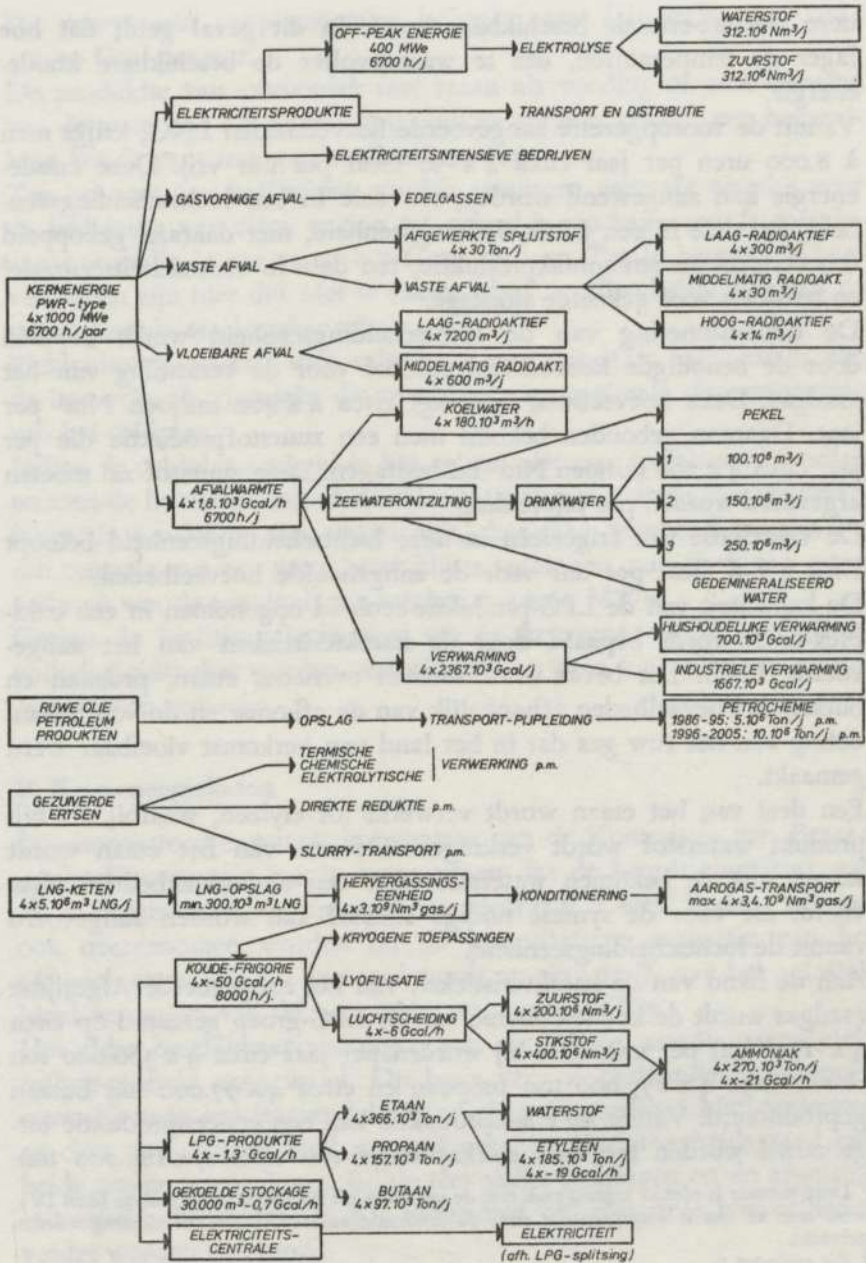 OFF-PEAK ENERGIE
400 MWe
6700 h/j
ELEKTROLYSE
WATERSTOF
312.10⁶ Nm³/j
ZUURSTOF
312.10⁶ Nm³/j
ELEKTRICITEITSPRODUKTIE
TRANSPORT EN DISTRIBUTIE
ELEKTRICITEITSINTENSIEVE BEDRIJVEN
GASVORMIGE AFVAL
EDELGASSEN
KERNENERGIE
PWR-type
4x1000 MWe
6700 h/jaar
VASTE AFVAL
AFGEWERKTE SPLIJTSTOF
4x30 Ton/j
VASTE AFVAL
LAAG-RADIOAKTIEF
4x300 m³/j
MIDDELMATIG RADIOAKT.
4x30 m³/j
HOOG-RADIOAKTIEF
4x14 m³/j
VLOEIBARE AFVAL
LAAG-RADIOAKTIEF
4x7200 m³/j
MIDDELMATIG RADIOAKT.
4x600 m³/j
KOELWATER
4x180.10³ m³/h
AFVALWARMTE
4x1,8.10³ Gcal/h
6700 h/j
ZEEWATERONTZILTING
DRINKWATER
PEKEL
1
100.10⁶ m³/j
2
150.10⁶ m³/j
3
250.10⁶ m³/j
GEDEMINERALISEERD
WATER
VERWARMING
4x2367.10³ Gcal/j
HUISHOUDELIJKE VERWARMING
700.10³ Gcal/j
INDUSTRIELE VERWARMING
1667.10³ Gcal/j
RUWE OLIE
PETROLEUM
PRODUKTEN
OPSLAG
TRANSPORT-PIJPLEIDING
PETROCHEMIE
1986-95: 5.10⁶ Ton/j p.m.
1996-2005: 10.10⁶ Ton/j p.m.
GEZUIVERDE
ERTSEN
TERMISCHE
CHEMISCHE
ELEKTROLYTISCHE
VERWERKING p.m.
DIREKTE REDUKTIE p.m.
SLURRY-TRANSPORT p.m.
LNG-KETEN
4x5.10⁶ m³ LNG/j
LNG-OPSLAG
min.300.10³ m³ LNG
HERVERGASSINGS-
EENHEID
4x3.10⁹ Nm³ gas/j
KONDITIONERING
AARDGAS-TRANSPORT
max. 4x3,4.10⁹ Nm³ gas/j
KOUDE-FRIGORIE
4x-50 Gcal/h
8000 h/j.
KRYOGENE TOEPASSINGEN
LYOFILISATIE
LUCHTSCHEIDING
4x-6 Gcal/h
ZUURSTOF
4x200.10⁶ Nm³/j
STIKSTOF
4x400.10⁶ Nm³/j
AMMONIAK
4x270.10³ Ton/j
4x-21 Gcal/h
LPG-PRODUKTIE
4x-1,3 Gcal/h
ETAAN
4x366.10³ Ton/j
PROPAAN
4x157.10³ Ton/j
BUTAAN
4x97.10³ Ton/j
WATERSTOF
ETYLEEN
4x185.10³ Ton/j
4x-19 Gcal/h
GEKOELDE STOCKAGE
30.000 m³-0,7 Gcal/h
ELEKTRICITEITS-
CENTRALE
ELEKTRICITEIT
(afh. LPG-splitsing)